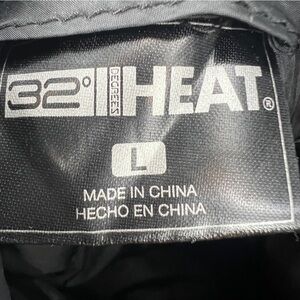 32° DEGREES HEAT®
L
MADE IN CHINA
HECHO EN CHINA